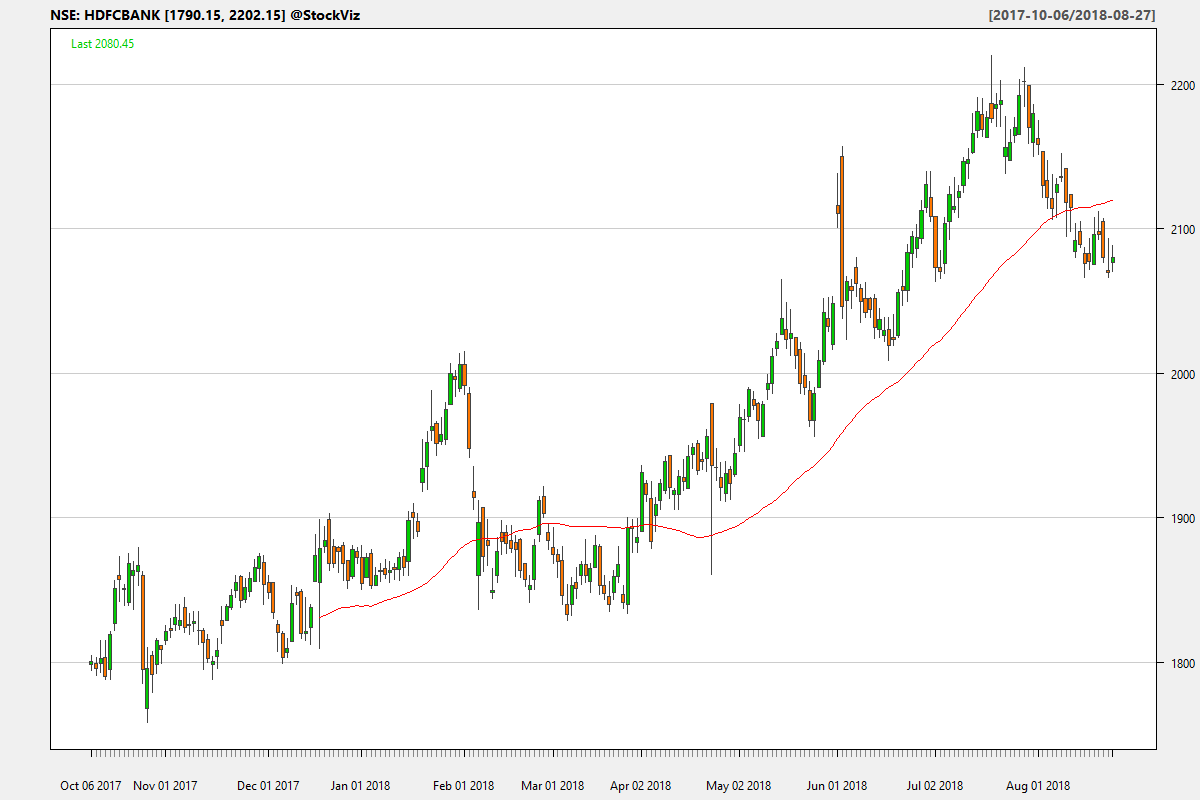 NSE: HDFCBANK [1790.15, 2202.15] @StockViz
[2017-10-06/2018-08-27]
Last 2080.45
2200
2100
2000
1900
1800
Oct 06 2017 Nov 01 2017 Dec 01 2017 Jan 01 2018 Feb 01 2018 Mar 01 2018 Apr 02 2018 May 02 2018 Jun 01 2018 Jul 02 2018 Aug 01 2018